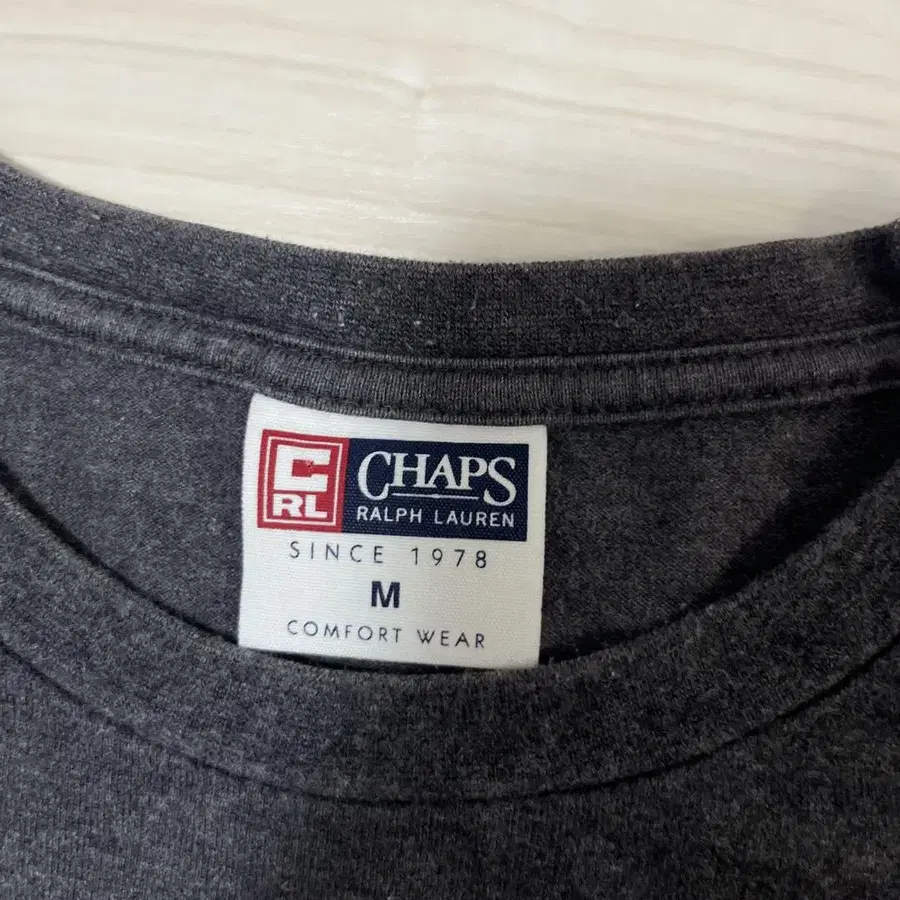 C
RL
CHAPS
RALPH LAUREN
SINCE 1978
M
COMFORT WEAR